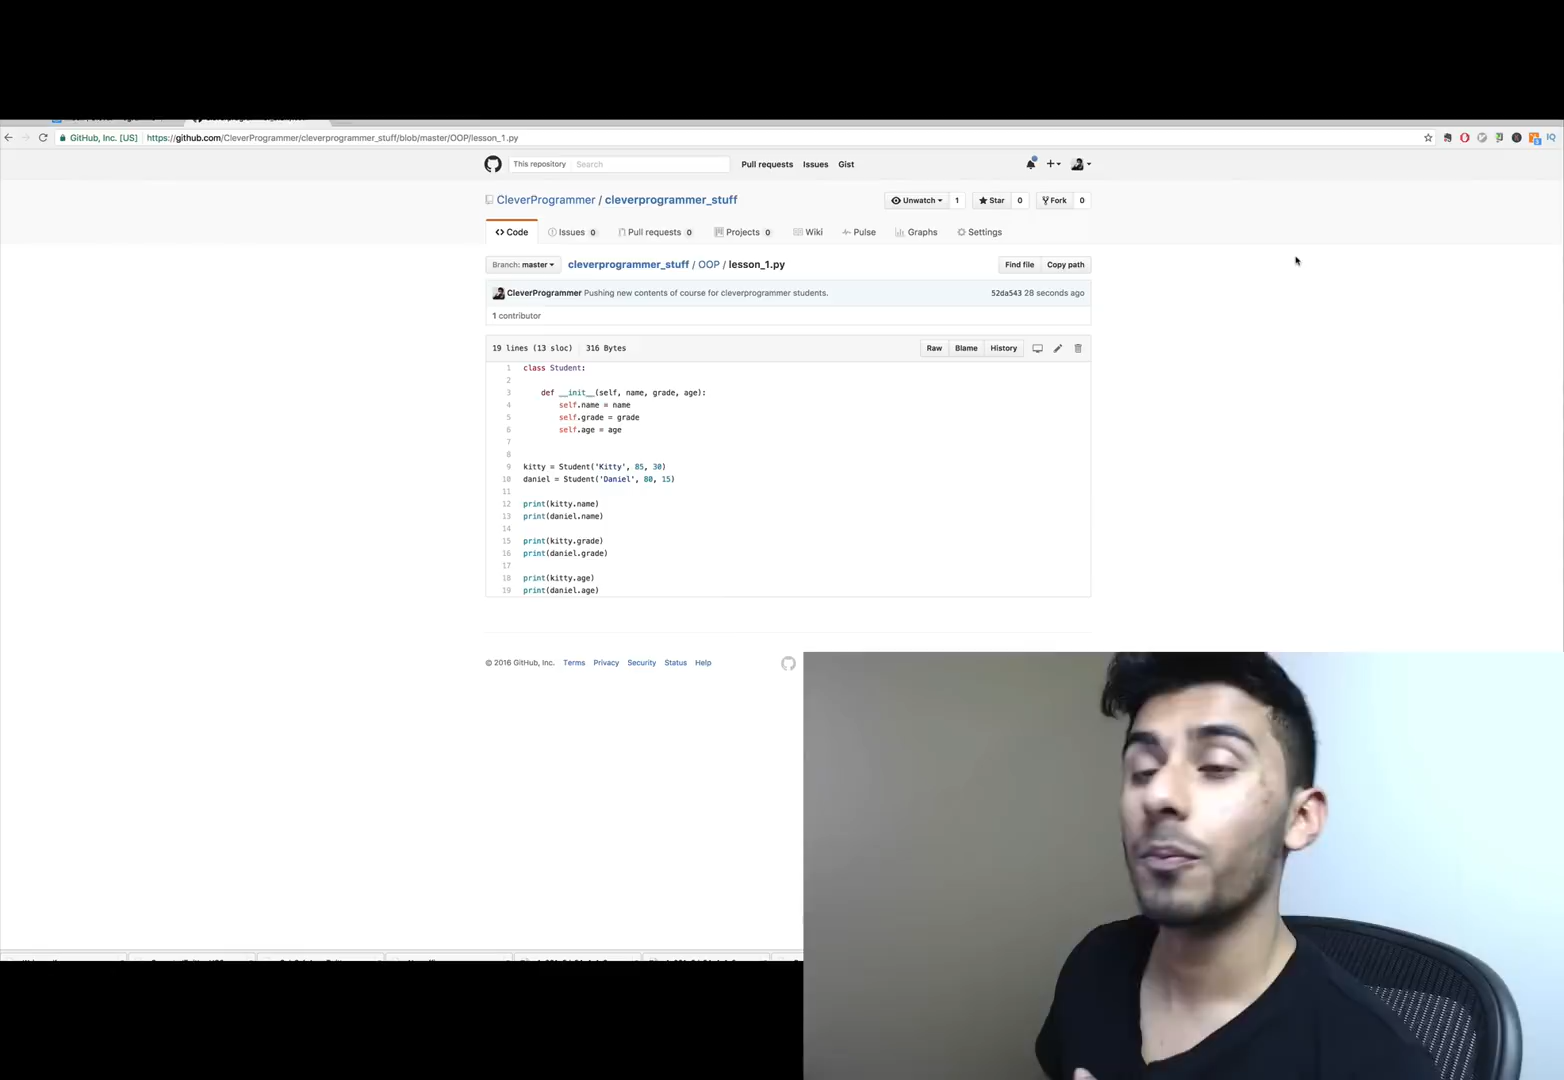 GitHub, Inc. [US] https://github.com/CleverProgrammer/cleverprogrammer_stuff/blob/master/OOP/lesson_1.py
This repository Search Pull requests Issues Gist
CleverProgrammer / cleverprogrammer_stuff Unwatch 1 Star 0 Fork 0
Code Issues 0 Pull requests 0 Projects 0 Wiki Pulse Graphs Settings
Branch: master cleverprogrammer_stuff / OOP / lesson_1.py Find file Copy path
CleverProgrammer Pushing new contents of course for cleverprogrammer students. 52da543 28 seconds ago
1 contributor
19 lines (13 sloc) 316 Bytes Raw Blame History
1 class Student:
2
3 def __init__(self, name, grade, age):
4 self.name = name
5 self.grade = grade
6 self.age = age
7
8
9 kitty = Student('Kitty', 85, 30)
10 daniel = Student('Daniel', 80, 15)
11
12 print(kitty.name)
13 print(daniel.name)
14
15 print(kitty.grade)
16 print(daniel.grade)
17
18 print(kitty.age)
19 print(daniel.age)
© 2016 GitHub, Inc. Terms Privacy Security Status Help